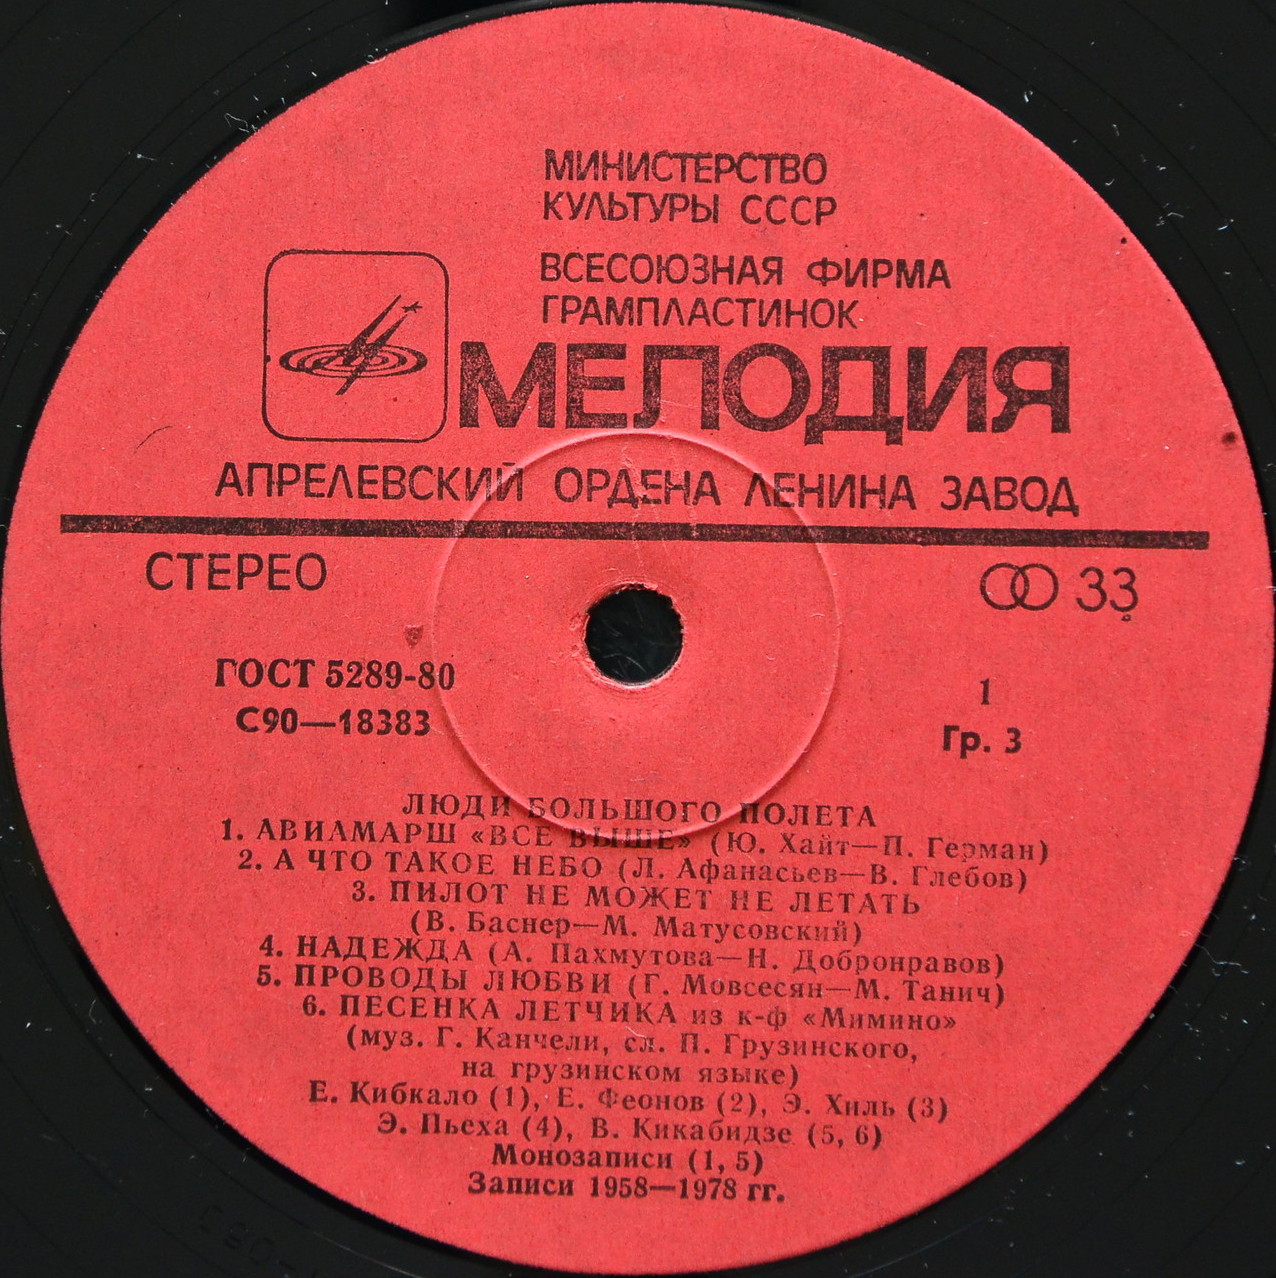 МИНИСТЕРСТВО
КУЛЬТУРЫ СССР
ВСЕСОЮЗНАЯ ФИРМА
ГРАМПЛАСТИНОК
МЕЛОДИЯ
АПРЕЛЕВСКИЙ ОРДЕНА ЛЕНИНА ЗАВОД
СТЕРЕО
33
ГОСТ 5289-80
1
С90—18383
Гр. 3
ЛЮДИ БОЛЬШОГО ПОЛЕТА
1. АВИАМАРШ «ВСЕ ВЫШЕ» (Ю. Хайт—П. Герман)
2. А ЧТО ТАКОЕ НЕБО (Л. Афанасьев—В. Глебов)
3. ПИЛОТ НЕ МОЖЕТ НЕ ЛЕТАТЬ
(В. Баснер—М. Матусовский)
4. НАДЕЖДА (А. Пахмутова—Н. Добронравов)
5. ПРОВОДЫ ЛЮБВИ (Г. Мовсесян—М. Танич)
6. ПЕСЕНКА ЛЕТЧИКА из к-ф «Мимино»
(муз. Г. Канчели, сл. П. Грузинского,
на грузинском языке)
Е. Кибкало (1), Е. Феонов (2), Э. Хиль (3)
Э. Пьеха (4), В. Кикабидзе (5, 6)
Монозаписи (1, 5)
Записи 1958—1978 гг.